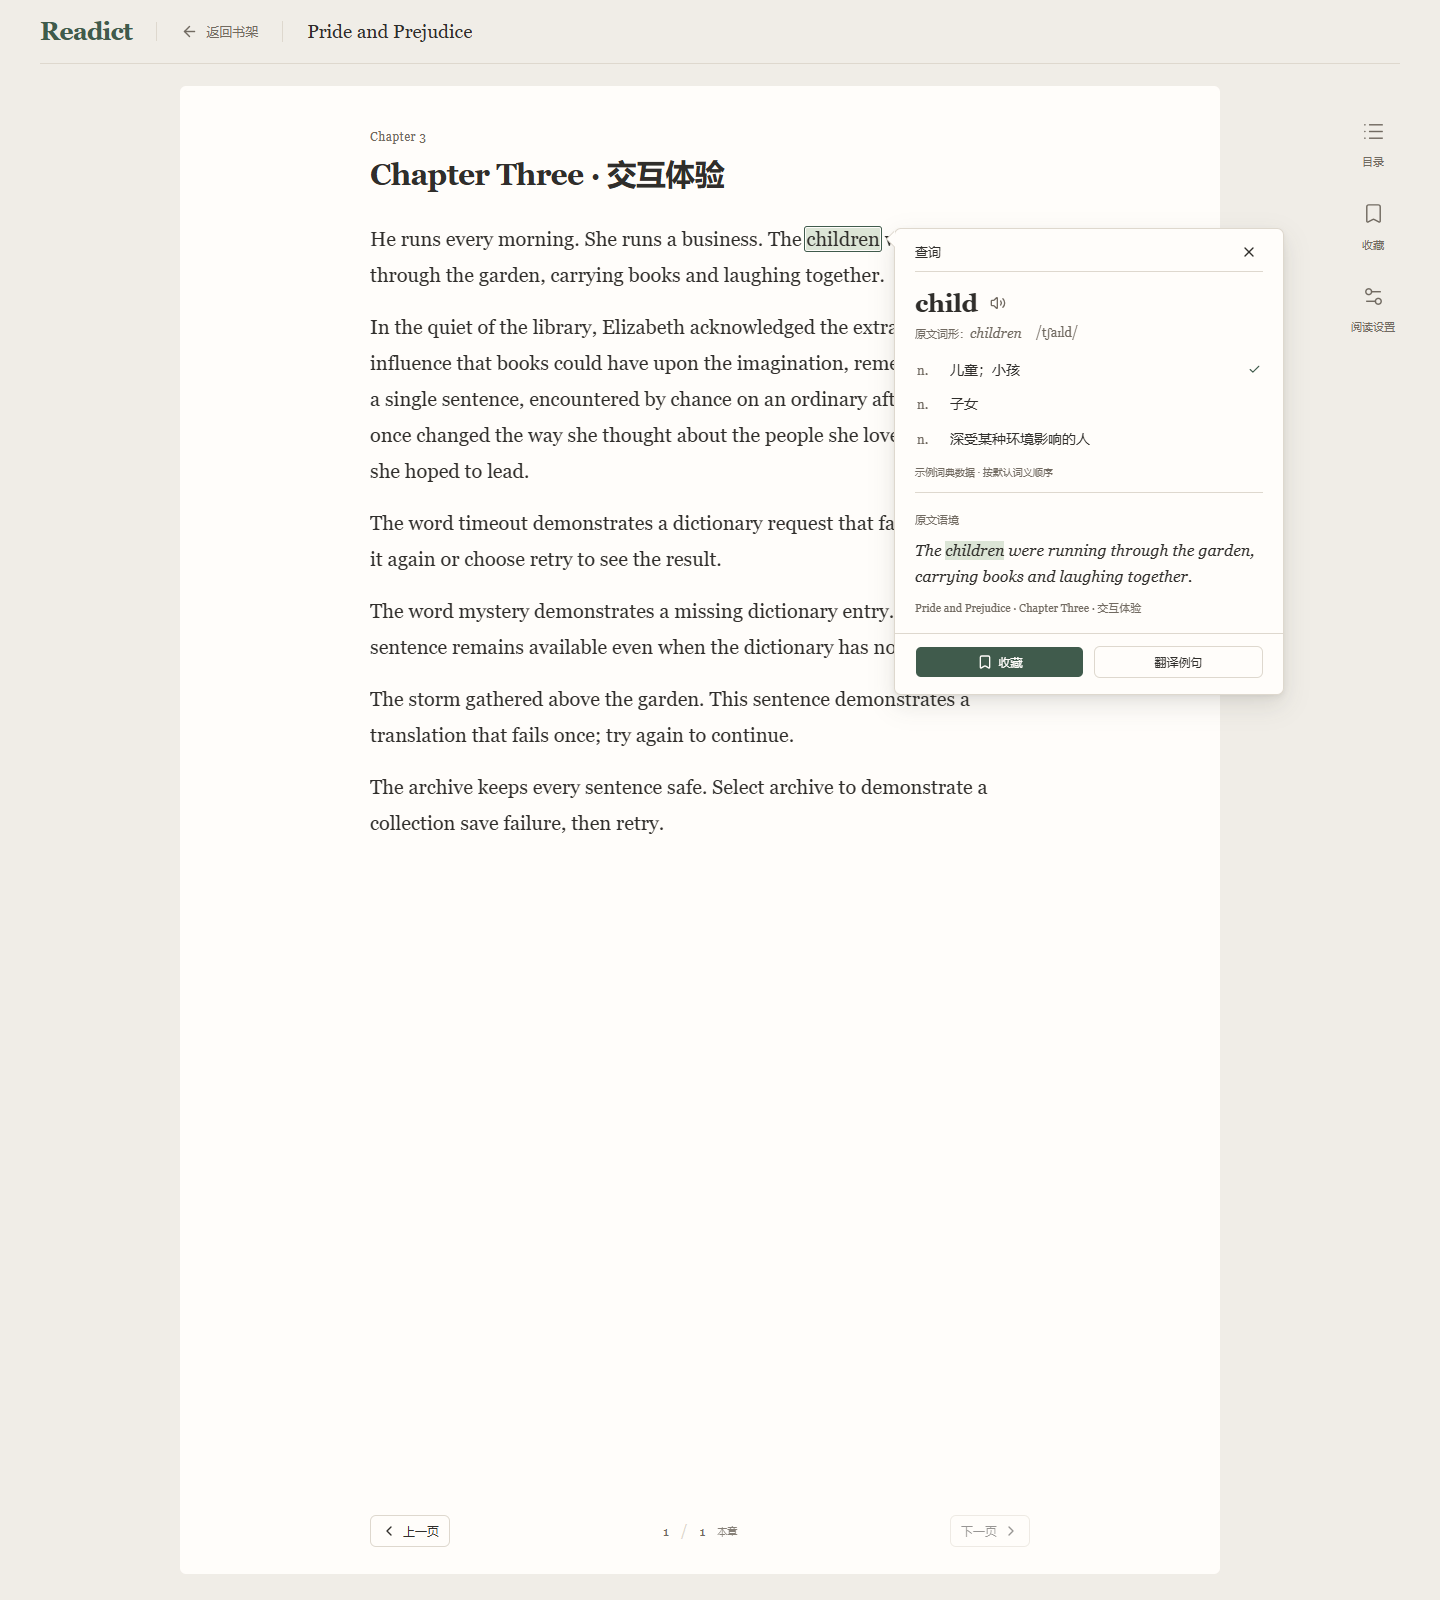 Readict
返回书架
Pride and Prejudice
Chapter 3
Chapter Three · 交互体验
He runs every morning. She runs a business. The children
through the garden, carrying books and laughing together.
In the quiet of the library, Elizabeth acknowledged the
influence that books could have upon the imagination,
a single sentence, encountered by chance on an ordinary
once changed the way she thought about the people she
she hoped to lead.
The word timeout demonstrates a dictionary request that
it again or choose retry to see the result.
The word mystery demonstrates a missing dictionary entry.
sentence remains available even when the dictionary has
The storm gathered above the garden. This sentence demonstrates a
translation that fails once; try again to continue.
The archive keeps every sentence safe. Select archive to demonstrate a
collection save failure, then retry.
查询
child
原文词形：children /tʃaɪld/
n. 儿童；小孩
n. 子女
n. 深受某种环境影响的人
示例词典数据 · 按默认词义顺序
原文语境
The children were running through the garden,
carrying books and laughing together.
Pride and Prejudice · Chapter Three · 交互体验
收藏
翻译例句
目录
收藏
阅读设置
上一页
1 / 1 本章
下一页